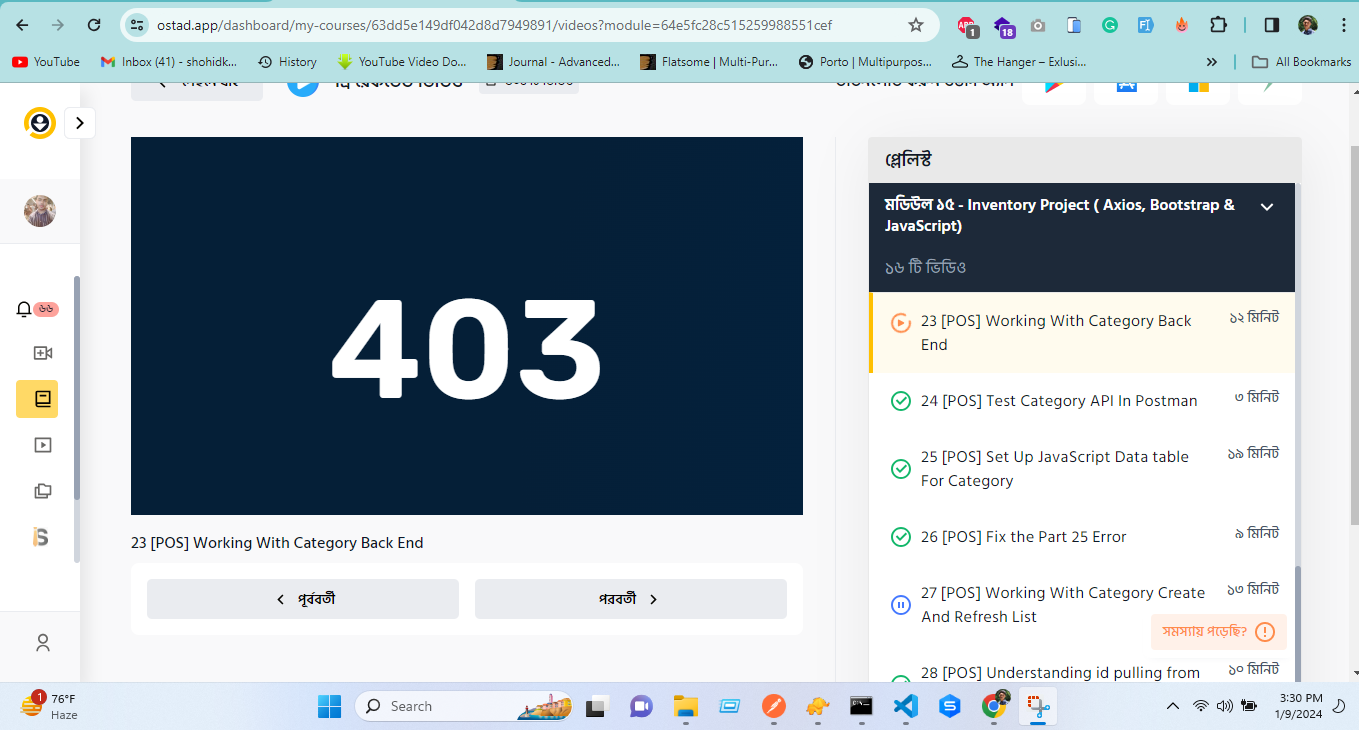 ostad.app/dashboard/my-courses/63dd5e149df042d8d7949891/videos?module=64e5fc28c515259988551cef
1
18
YouTube
Inbox (41) - shohidk...
History
YouTube Video Do...
Journal - Advanced...
Flatsome | Multi-Pur...
Porto | Multipurpos...
The Hanger – Exlusi...
All Bookmarks
৬৬
403
23 [POS] Working With Category Back End
পূর্ববর্তী
পরবর্তী
প্লেলিস্ট
মডিউল ১৫ - Inventory Project ( Axios, Bootstrap &
JavaScript)
১৬ টি ভিডিও
23 [POS] Working With Category Back
End
১২ মিনিট
24 [POS] Test Category API In Postman
৩ মিনিট
25 [POS] Set Up JavaScript Data table
For Category
১৯ মিনিট
26 [POS] Fix the Part 25 Error
৯ মিনিট
27 [POS] Working With Category Create
And Refresh List
১৩ মিনিট
সমস্যায় পড়েছি?
28 [POS] Understanding id pulling from
১০ মিনিট
1
76°F
Haze
Search
3:30 PM
1/9/2024